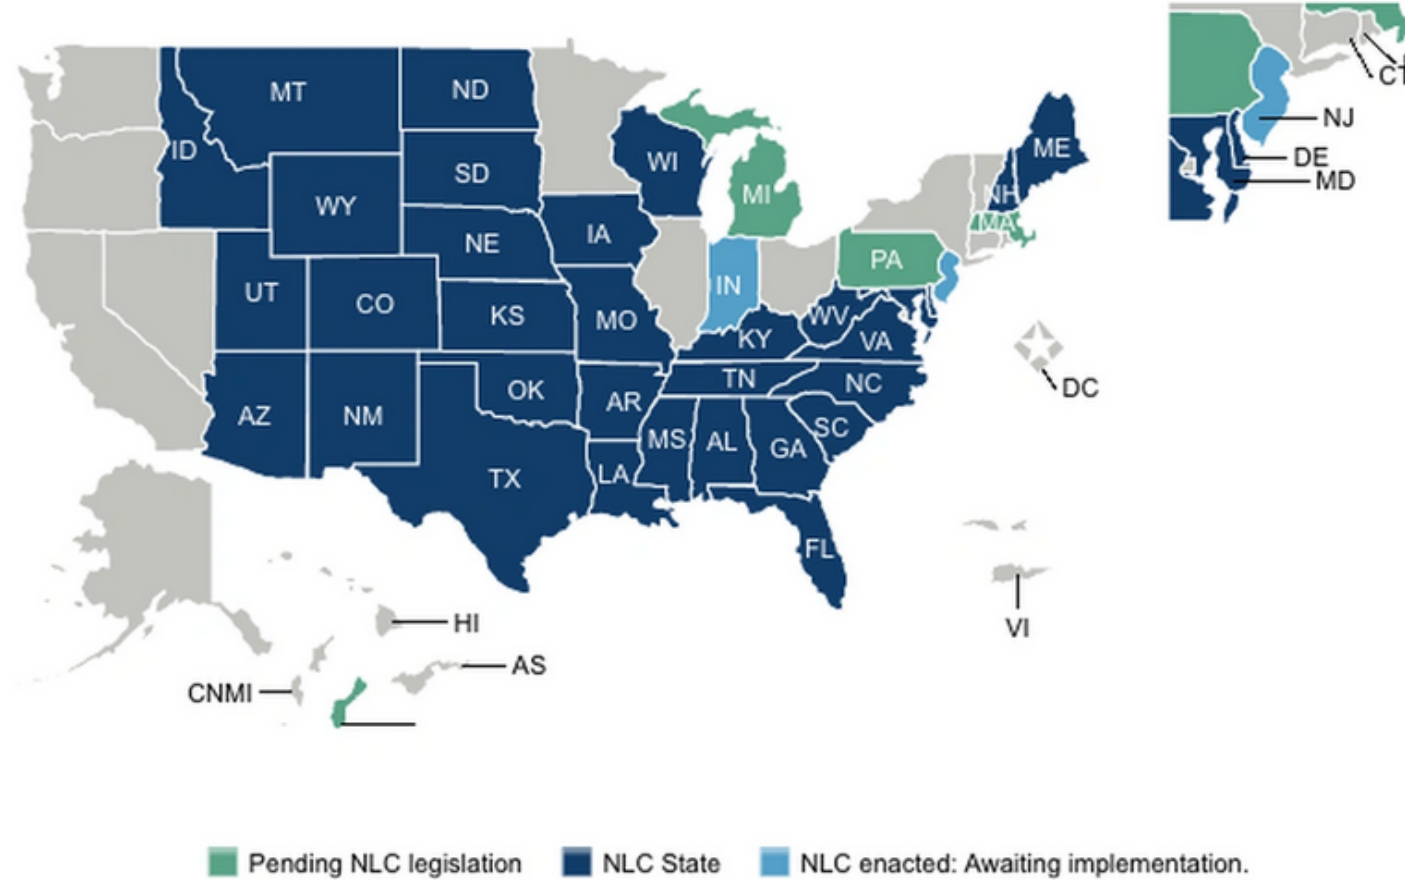 MT
ND
ID
SD
WY
WI
MI
ME
NH
MA
NE
IA
PA
UT
CO
KS
MO
IN
KY
WV
VA
AZ
NM
OK
AR
TN
NC
MS
AL
GA
SC
TX
LA
FL
CT
NJ
DE
MD
DC
HI
AS
CNMI
VI
Pending NLC legislation
NLC State
NLC enacted: Awaiting implementation.